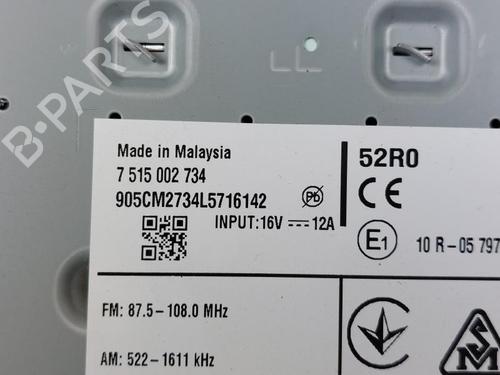 B-PARTS
Made in Malaysia
7 515 002 734
905CM2734L5716142
Pb
INPUT:16V 12A
52R0
CE
E1
10 R-05 797
FM: 87.5-108.0 MHz
AM: 522-1611 kHz
S
M